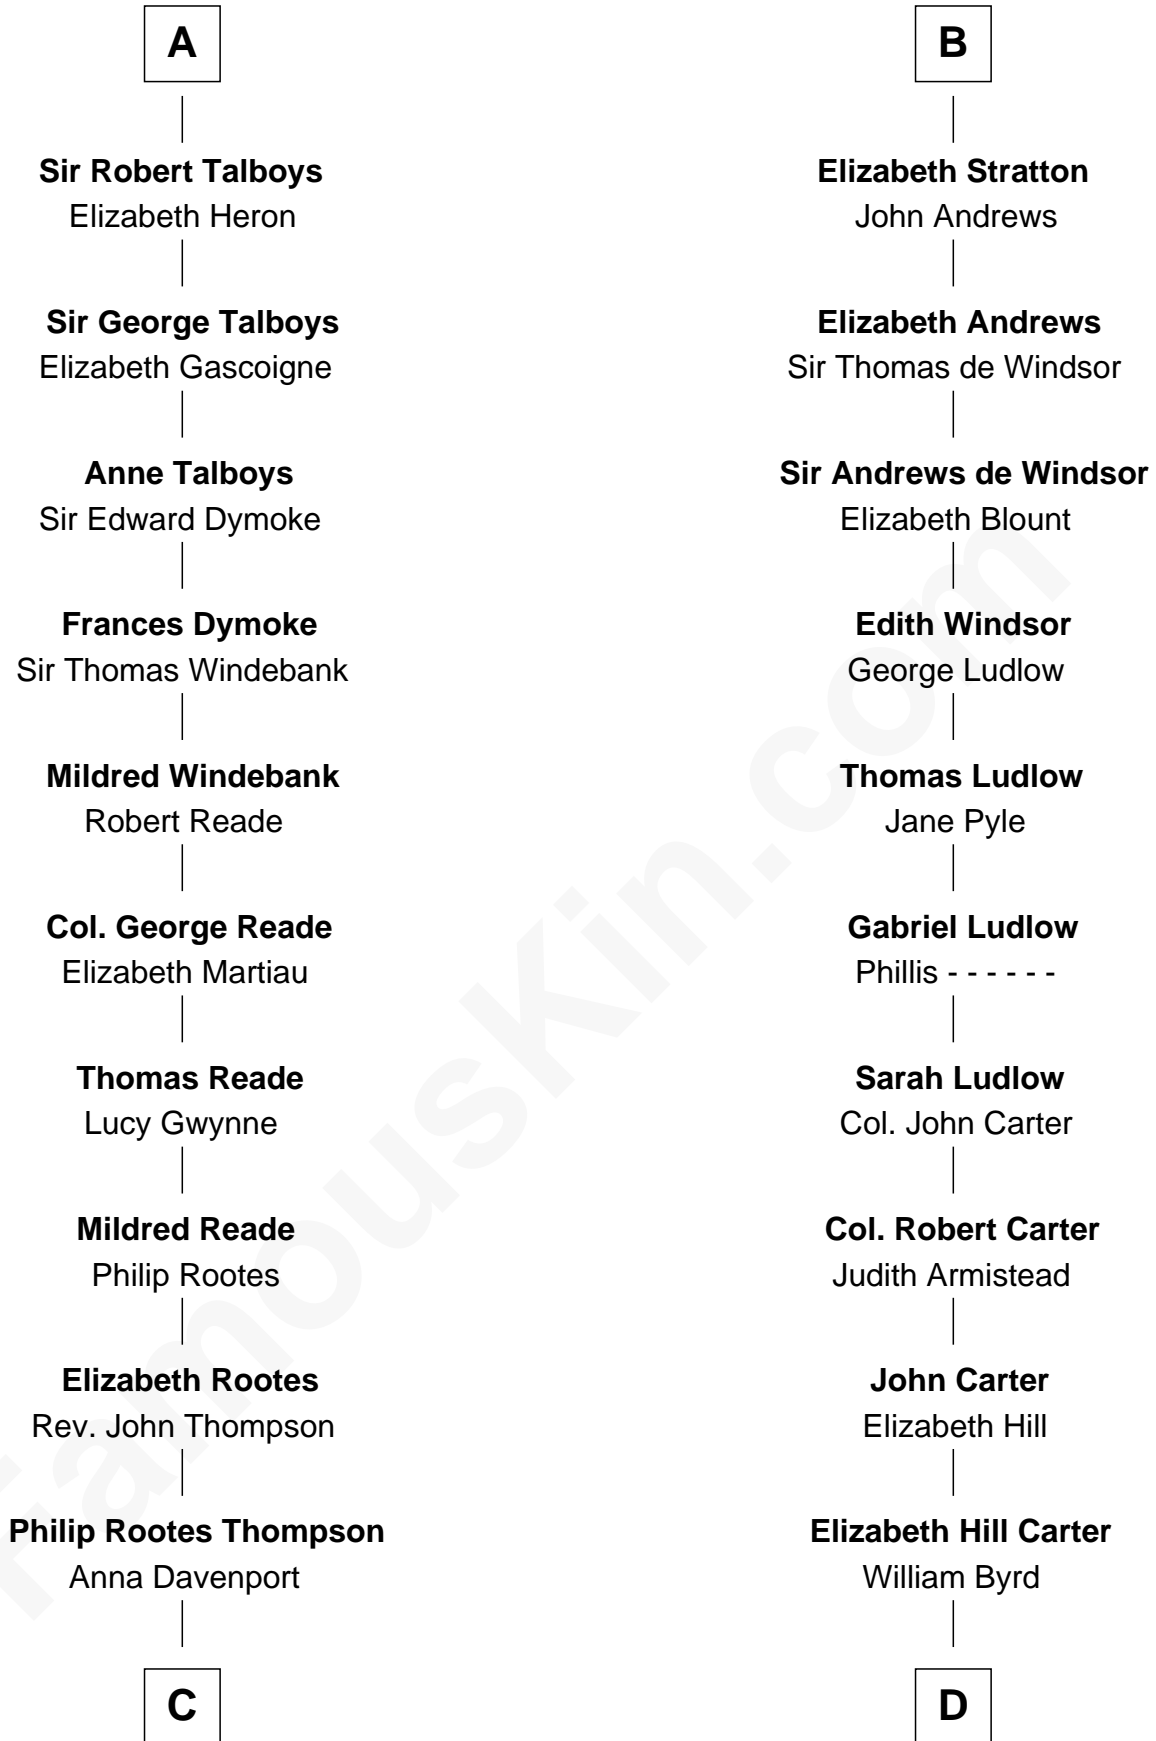 A
Sir Robert Talboys
Elizabeth Heron
Sir George Talboys
Elizabeth Gascoigne
Anne Talboys
Sir Edward Dymoke
Frances Dymoke
Sir Thomas Windebank
Mildred Windebank
Robert Reade
Col. George Reade
Elizabeth Martiau
Thomas Reade
Lucy Gwynne
Mildred Reade
Philip Rootes
Elizabeth Rootes
Rev. John Thompson
Philip Rootes Thompson
Anna Davenport
C
B
Elizabeth Stratton
John Andrews
Elizabeth Andrews
Sir Thomas de Windsor
Sir Andrews de Windsor
Elizabeth Blount
Edith Windsor
George Ludlow
Thomas Ludlow
Jane Pyle
Gabriel Ludlow
Phillis - - - - - -
Sarah Ludlow
Col. John Carter
Col. Robert Carter
Judith Armistead
John Carter
Elizabeth Hill
Elizabeth Hill Carter
William Byrd
D
FamousKin.com